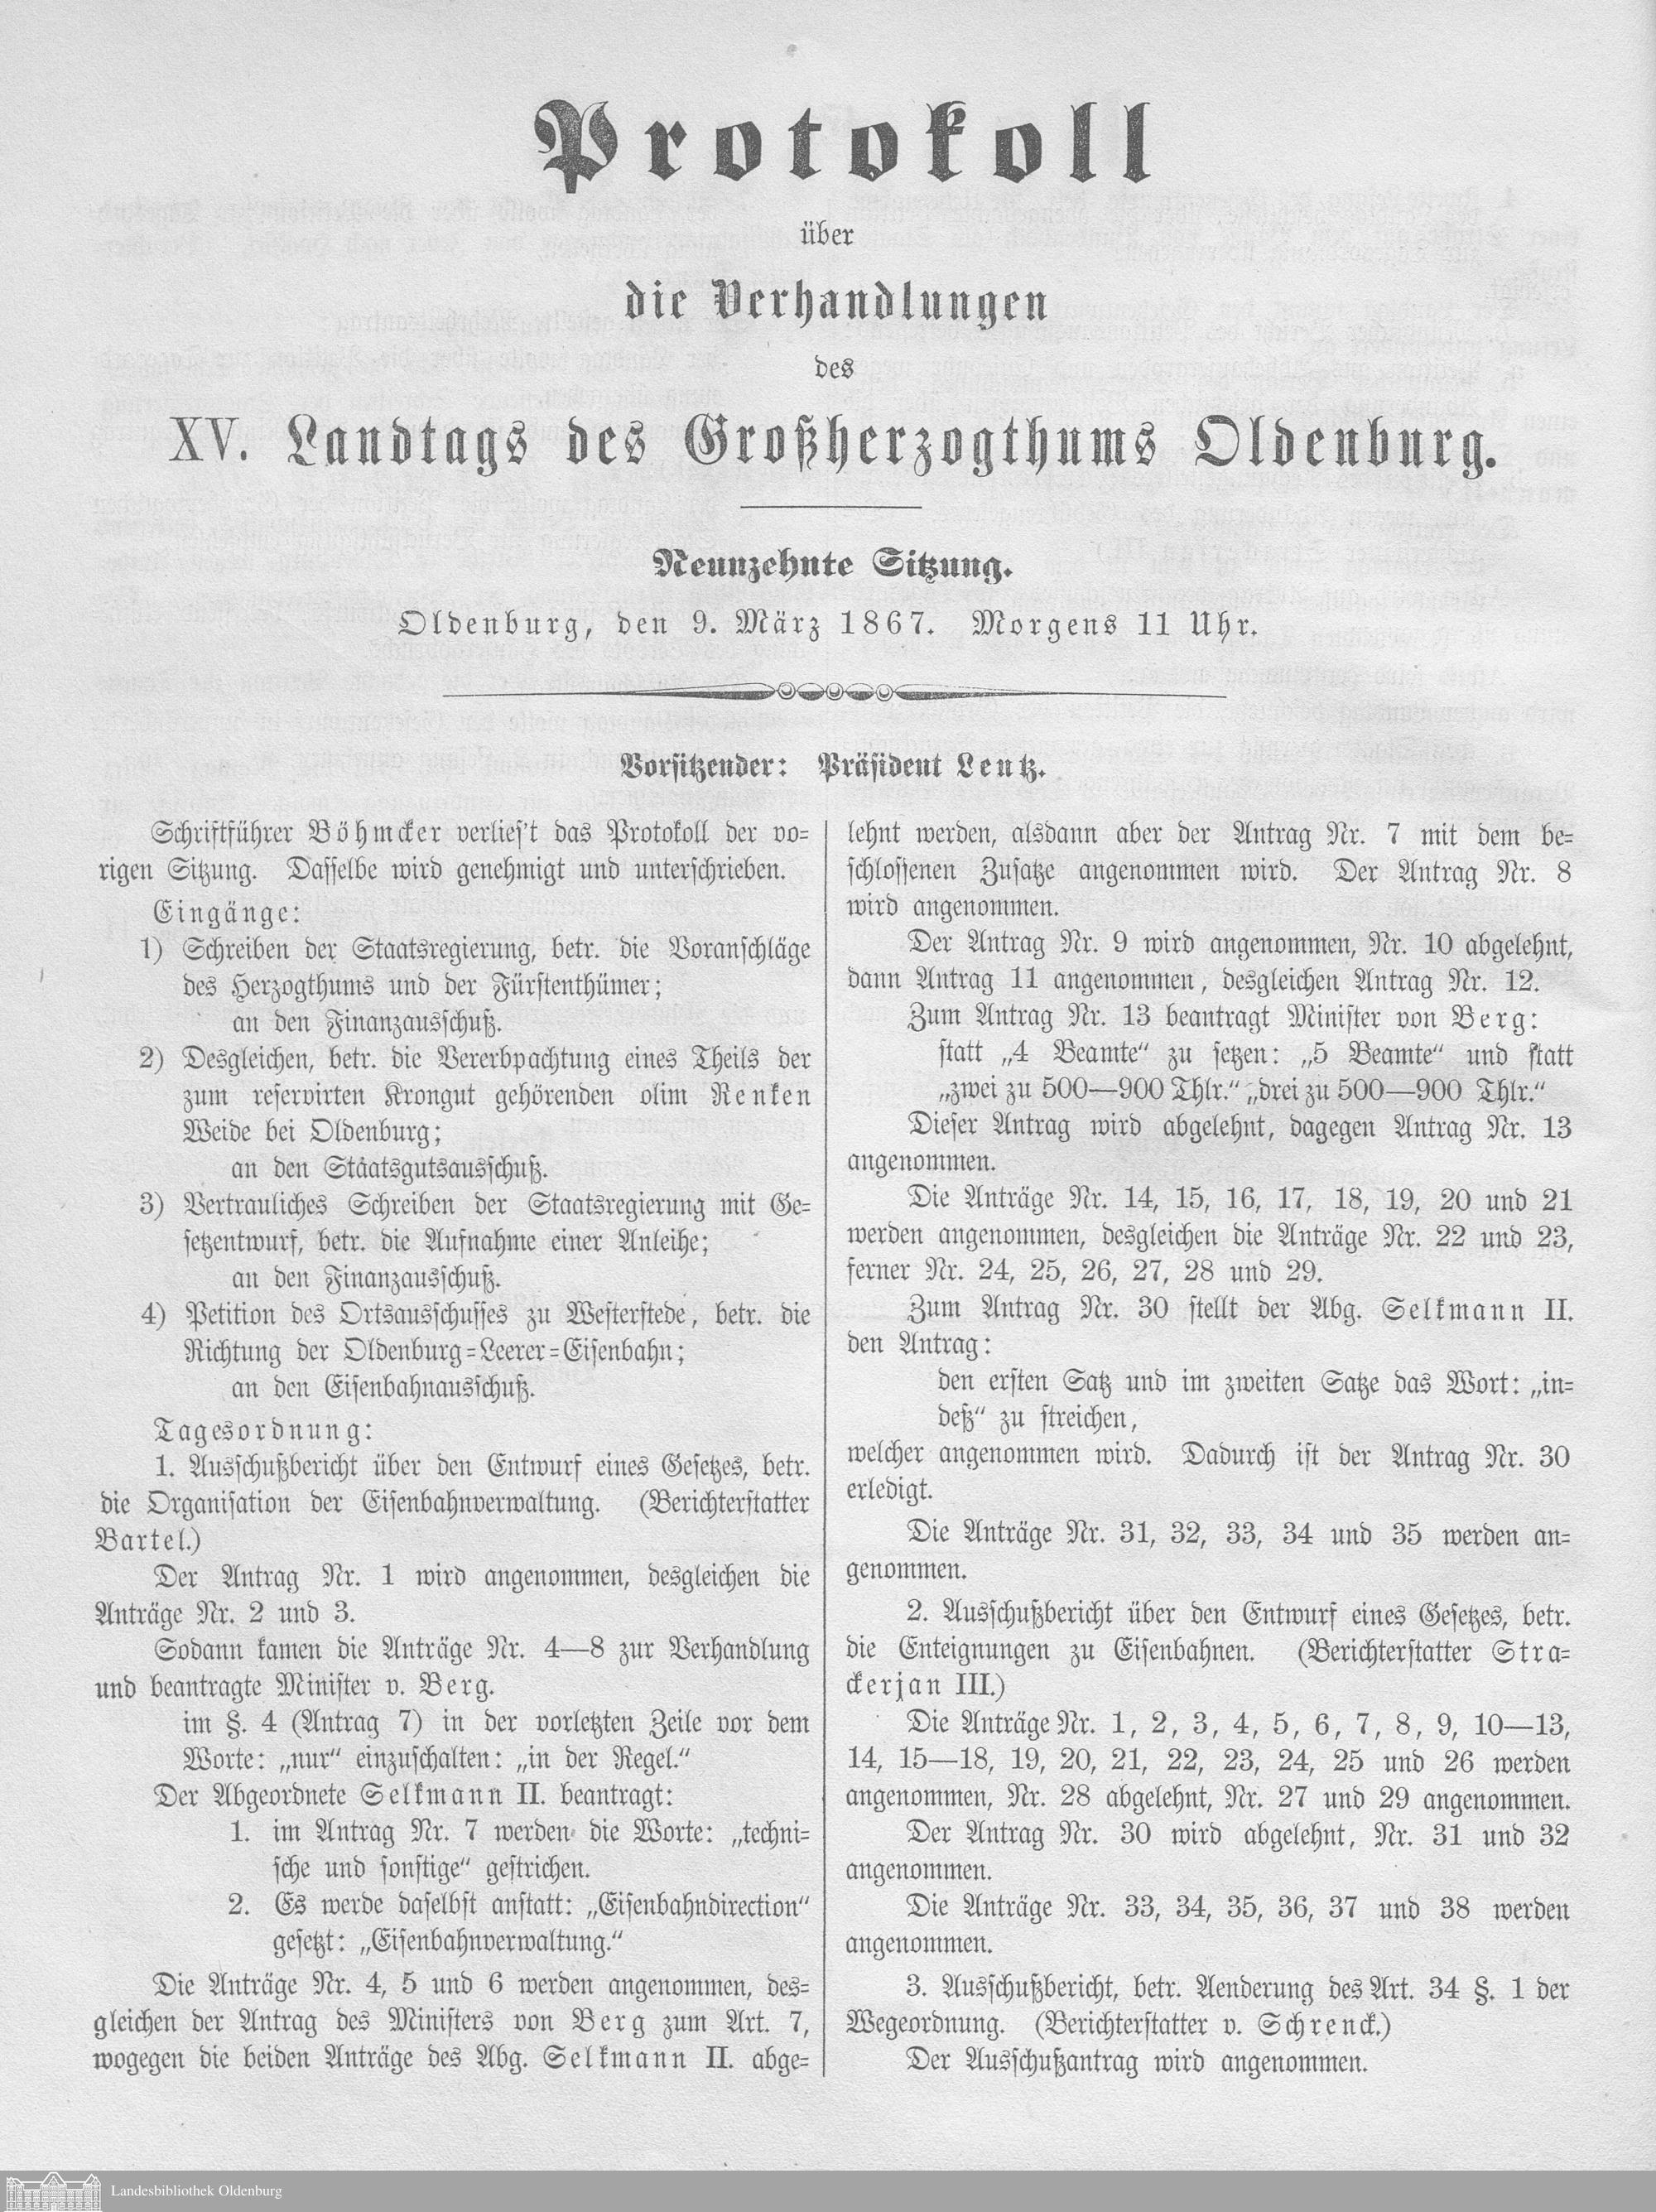 Protokoll
über
die Verhandlungen
des
XV. Landtags des Großherzogthums Oldenburg.
Neunzehnte Sitzung.
Oldenburg, den 9. März 1867. Morgens 11 Uhr.
Vorsitzender: Präsident Lentz.
Schriftführer Böhmcker verlies't das Protokoll der vo-
rigen Sitzung. Dasselbe wird genehmigt und unterschrieben.
Eingänge:
1) Schreiben der Staatsregierung, betr. die Voranschläge
des Herzogthums und der Fürstenthümer;
an den Finanzausschuß.
2) Desgleichen, betr. die Vererbpachtung eines Theils der
zum reservirten Krongut gehörenden olim Renken
Weide bei Oldenburg;
an den Staatsgutsausschuß.
3) Vertrauliches Schreiben der Staatsregierung mit Ge-
setzentwurf, betr. die Aufnahme einer Anleihe;
an den Finanzausschuß.
4) Petition des Ortsausschusses zu Westerstede, betr. die
Richtung der Oldenburg-Leerer-Eisenbahn;
an den Eisenbahnausschuß.
Tagesordnung:
1. Ausschußbericht über den Entwurf eines Gesetzes, betr.
die Organisation der Eisenbahnverwaltung. (Berichterstatter
Bartel.)
Der Antrag Nr. 1 wird angenommen, desgleichen die
Anträge Nr. 2 und 3.
Sodann kamen die Anträge Nr. 4—8 zur Verhandlung
und beantragte Minister v. Berg.
im §. 4 (Antrag 7) in der vorletzten Zeile vor dem
Worte: „nur“ einzuschalten: „in der Regel.“
Der Abgeordnete Selkmann II. beantragt:
1. im Antrag Nr. 7 werden die Worte: „techni-
sche und sonstige“ gestrichen.
2. Es werde daselbst anstatt: „Eisenbahndirection“
gesetzt: „Eisenbahnverwaltung.“
Die Anträge Nr. 4, 5 und 6 werden angenommen, des-
gleichen der Antrag des Ministers von Berg zum Art. 7,
wogegen die beiden Anträge des Abg. Selkmann II. abge-
lehnt werden, alsdann aber der Antrag Nr. 7 mit dem be-
schlossenen Zusatze angenommen wird. Der Antrag Nr. 8
wird angenommen.
Der Antrag Nr. 9 wird angenommen, Nr. 10 abgelehnt,
dann Antrag 11 angenommen, desgleichen Antrag Nr. 12.
Zum Antrag Nr. 13 beantragt Minister von Berg:
statt „4 Beamte“ zu setzen: „5 Beamte“ und statt
„zwei zu 500—900 Thlr.“ „drei zu 500—900 Thlr.“
Dieser Antrag wird abgelehnt, dagegen Antrag Nr. 13
angenommen.
Die Anträge Nr. 14, 15, 16, 17, 18, 19, 20 und 21
werden angenommen, desgleichen die Anträge Nr. 22 und 23,
ferner Nr. 24, 25, 26, 27, 28 und 29.
Zum Antrag Nr. 30 stellt der Abg. Selkmann II.
den Antrag:
den ersten Satz und im zweiten Satze das Wort: „in-
deß“ zu streichen,
welcher angenommen wird. Dadurch ist der Antrag Nr. 30
erledigt.
Die Anträge Nr. 31, 32, 33, 34 und 35 werden an-
genommen.
2. Ausschußbericht über den Entwurf eines Gesetzes, betr.
die Enteignungen zu Eisenbahnen. (Berichterstatter Stra-
ckerjan III.)
Die Anträge Nr. 1, 2, 3, 4, 5, 6, 7, 8, 9, 10—13,
14, 15—18, 19, 20, 21, 22, 23, 24, 25 und 26 werden
angenommen, Nr. 28 abgelehnt, Nr. 27 und 29 angenommen.
Der Antrag Nr. 30 wird abgelehnt, Nr. 31 und 32
angenommen.
Die Anträge Nr. 33, 34, 35, 36, 37 und 38 werden
angenommen.
3. Ausschußbericht, betr. Aenderung des Art. 34 §. 1 der
Wegeordnung. (Berichterstatter v. Schrenck.)
Der Ausschußantrag wird angenommen.
Landesbibliothek Oldenburg